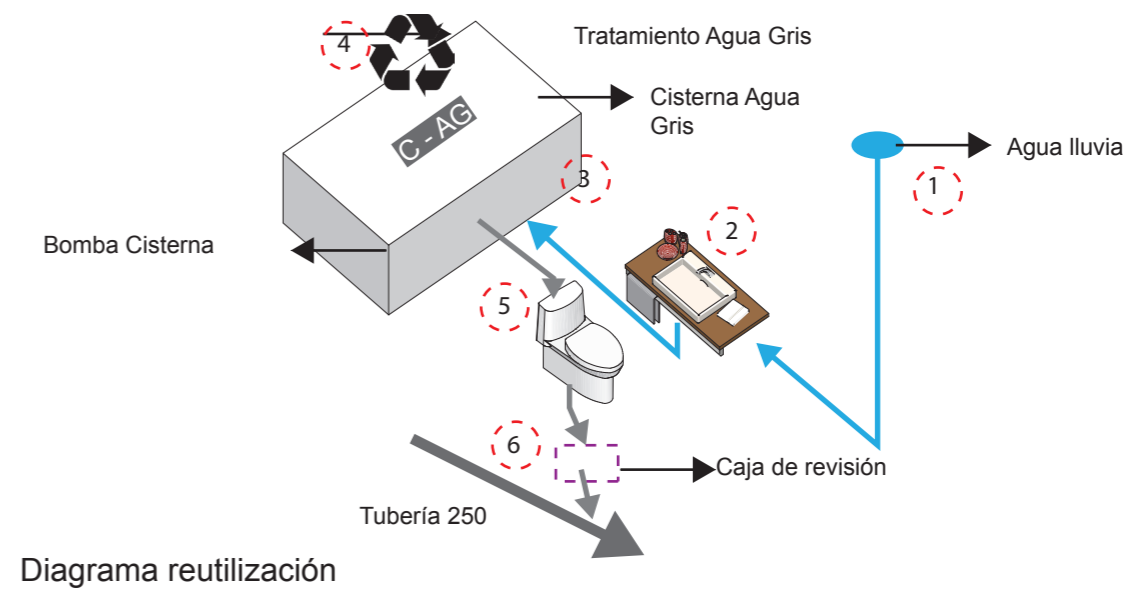 4
Tratamiento Agua Gris
C - AG
Cisterna Agua
Gris
Agua lluvia
3
1
2
Bomba Cisterna
5
6
Caja de revisión
Tubería 250
Diagrama reutilización